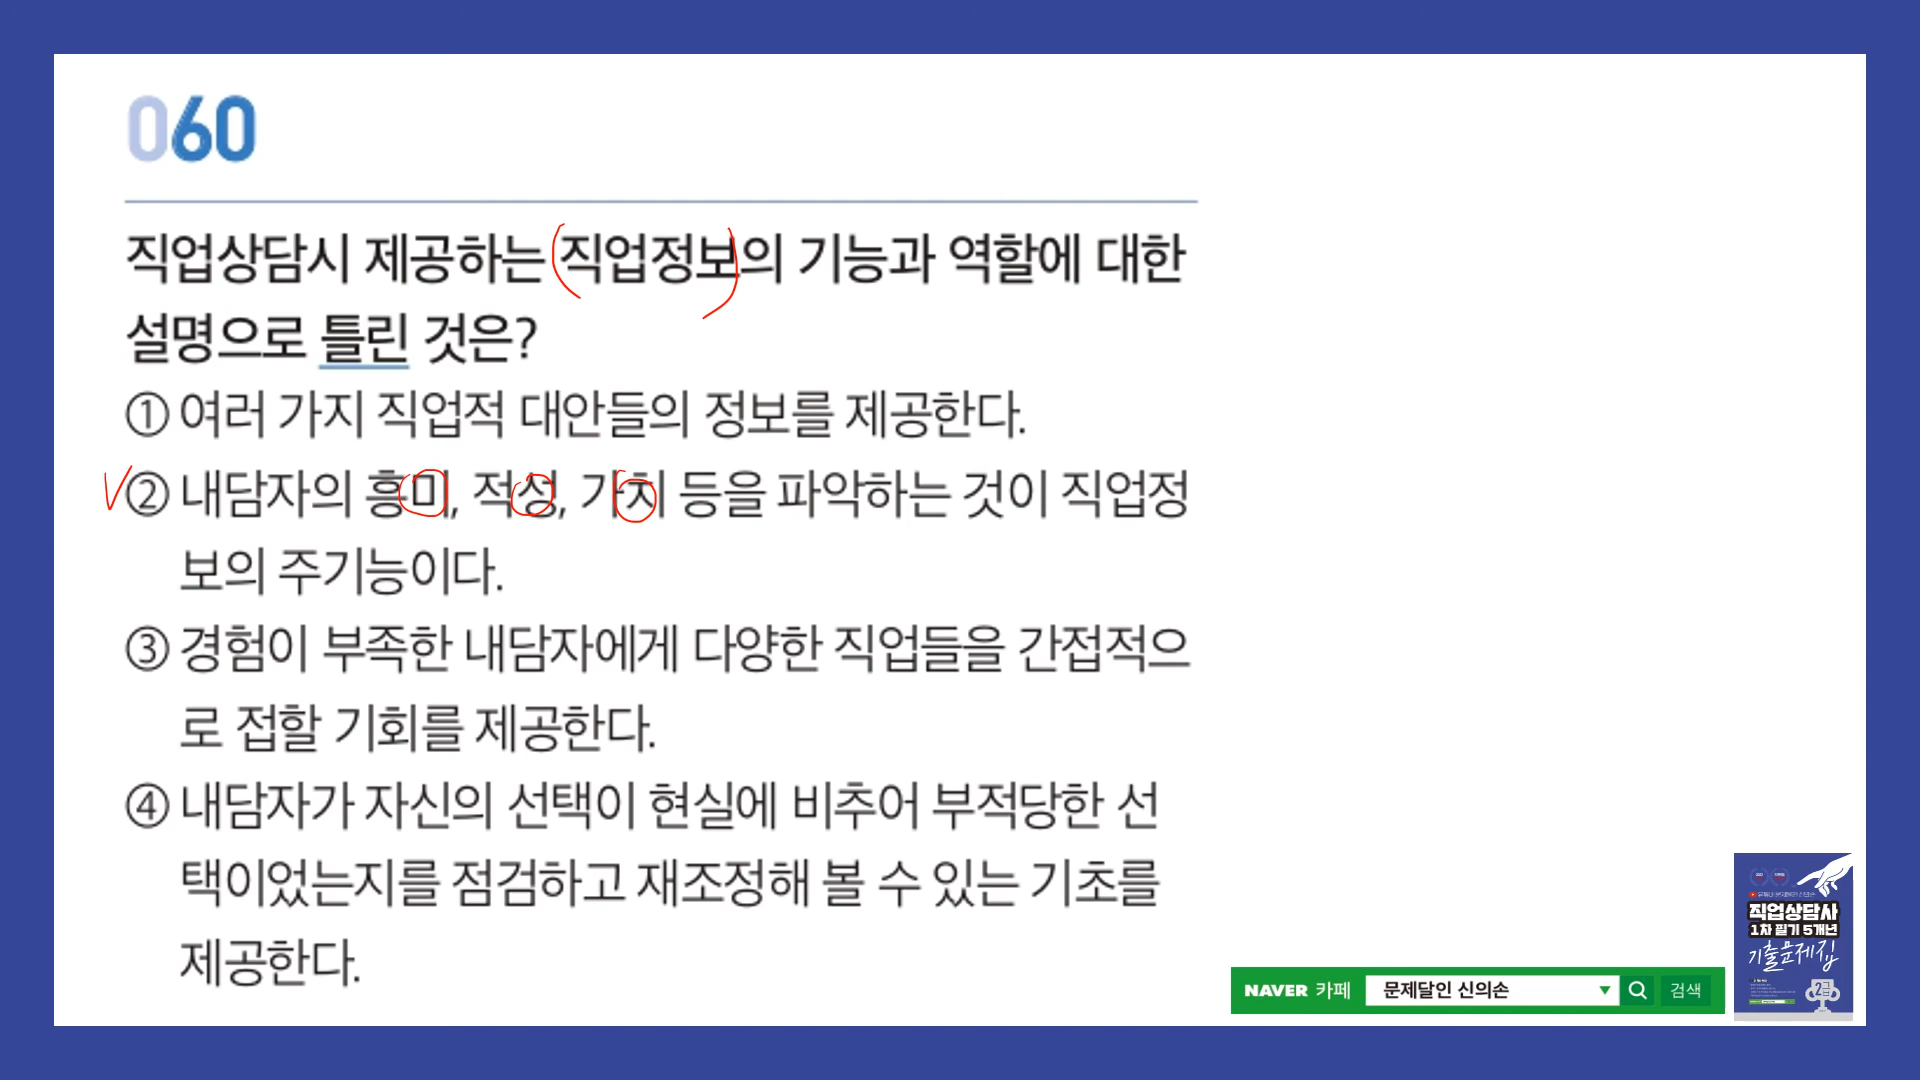 060
직업상담시 제공하는 직업정보의 기능과 역할에 대한
설명으로 틀린 것은?
① 여러 가지 직업적 대안들의 정보를 제공한다.
② 내담자의 흥미, 적성, 가치 등을 파악하는 것이 직업정
보의 주기능이다.
③ 경험이 부족한 내담자에게 다양한 직업들을 간접적으
로 접할 기회를 제공한다.
④ 내담자가 자신의 선택이 현실에 비추어 부적당한 선
택이었는지를 점검하고 재조정해 볼 수 있는 기초를
제공한다.
NAVER 카페 문제달인 신의손 검색
직업상담사
1차 필기 5개년
기출문제집
2급